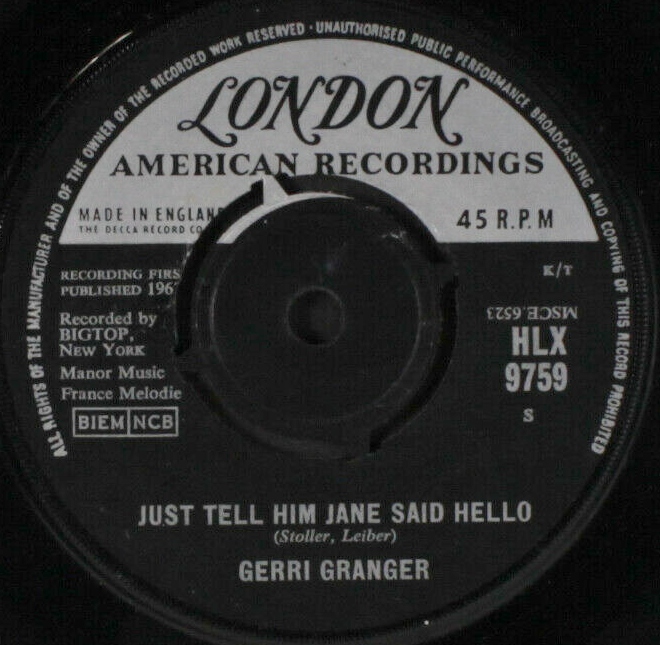 ALL RIGHTS OF THE MANUFACTURER AND OF THE OWNER OF THE RECORDED WORK RESERVED · UNAUTHORISED PUBLIC PERFORMANCE BROADCASTING AND COPYING OF THIS RECORD PROHIBITED
LONDON
AMERICAN RECORDINGS
MADE IN ENGLAND
THE DECCA RECORD CO
45 R.P.M
RECORDING FIRS
PUBLISHED 196
K/T
MSCE.6523
Recorded by
BIGTOP,
NEW YORK
HLX
9759
Manor Music
France Melodie
S
BIEM NCB
JUST TELL HIM JANE SAID HELLO
(Stoller, Leiber)
GERRI GRANGER